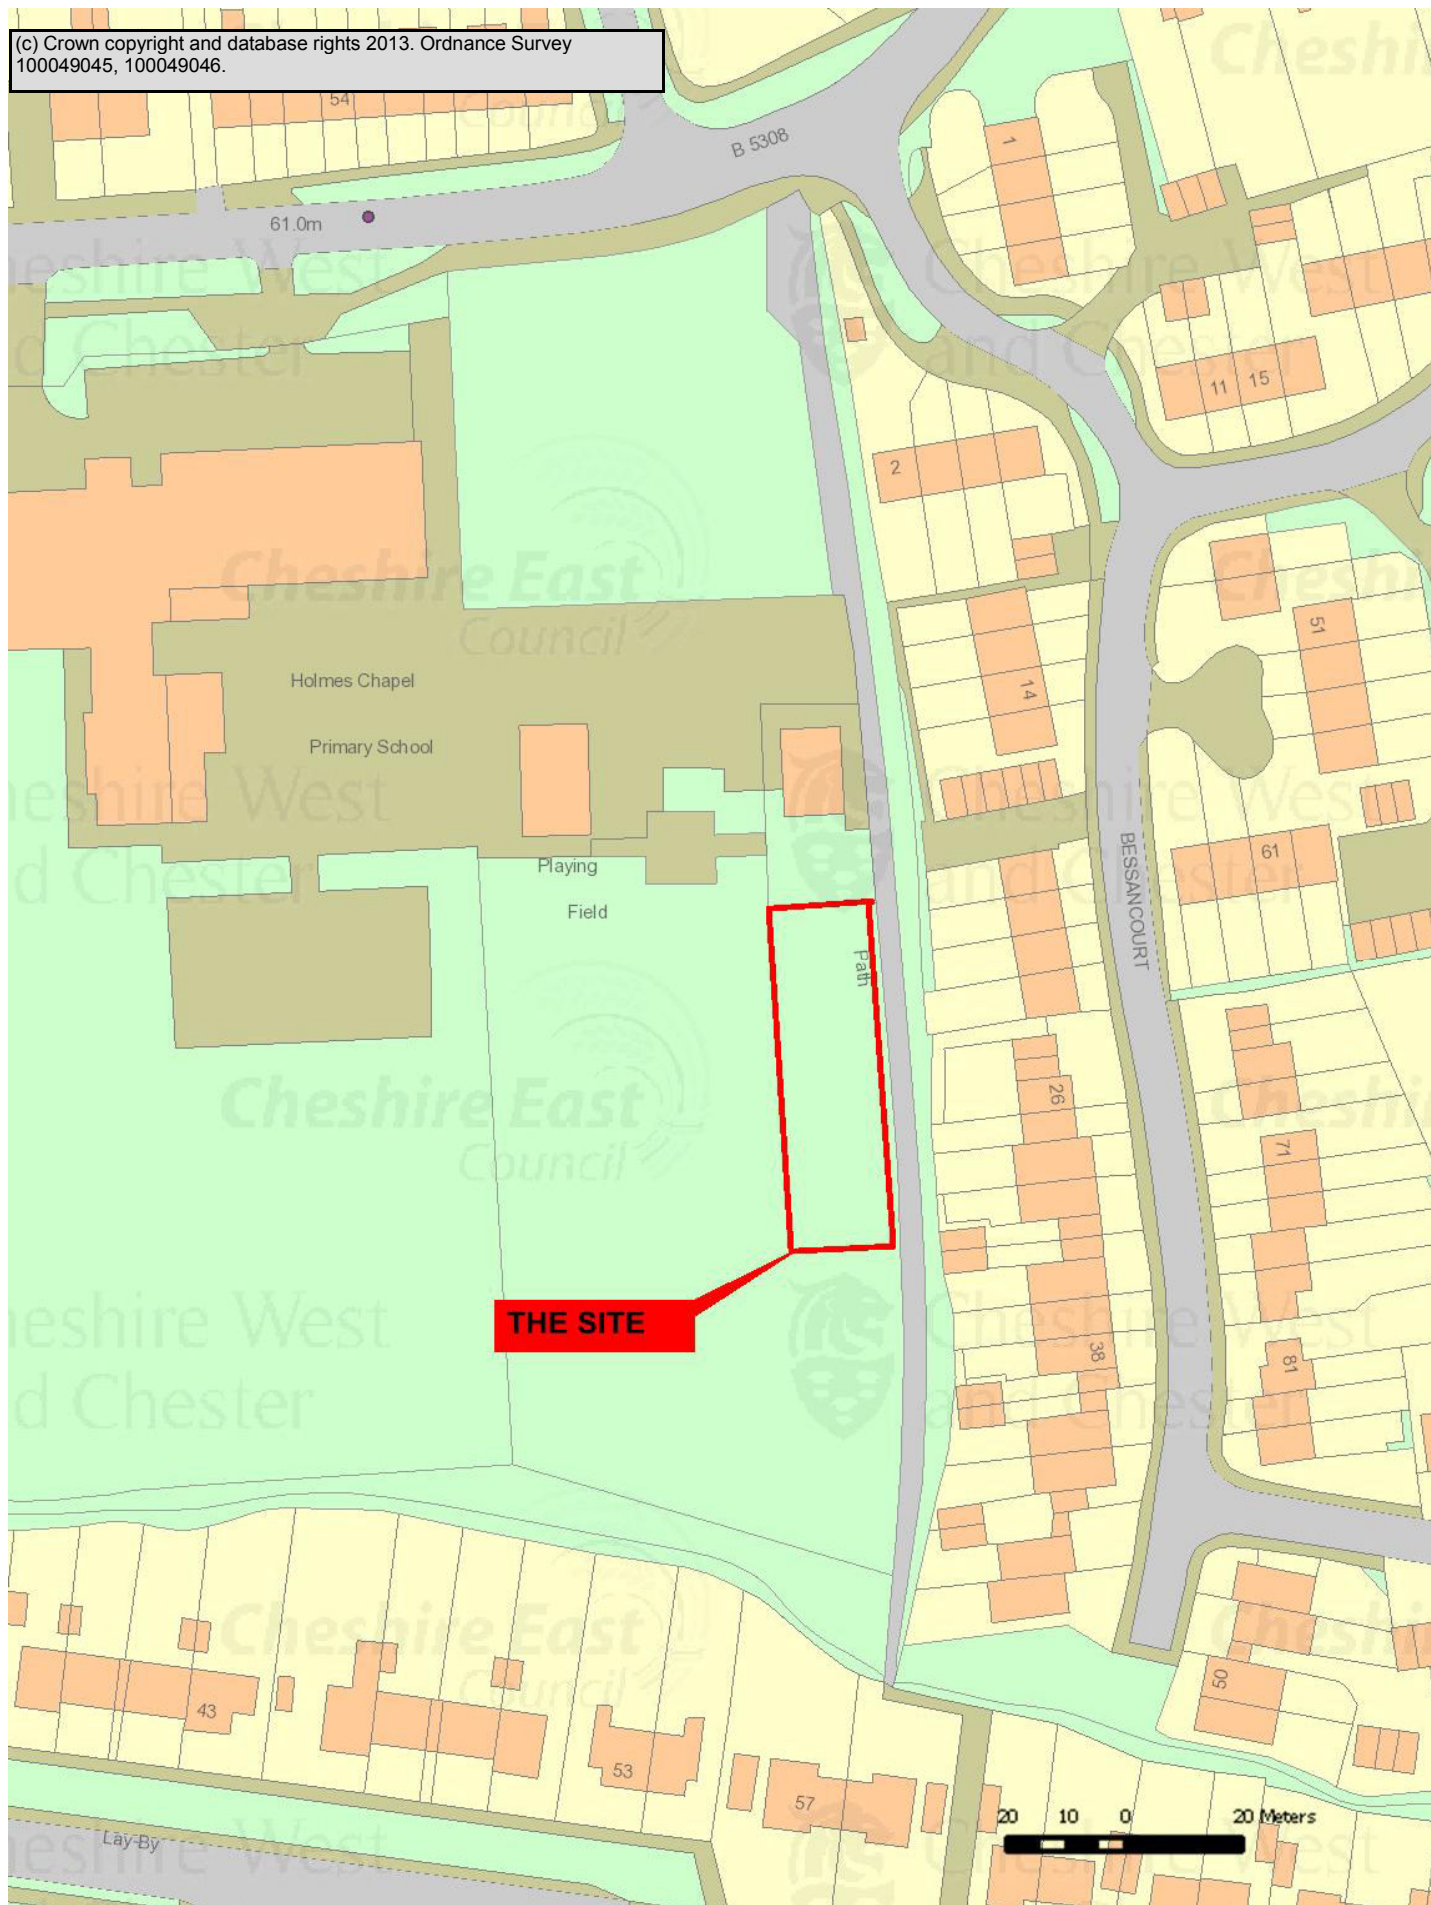 (c) Crown copyright and database rights 2013. Ordnance Survey
100049045, 100049046.
54
B 5308
1
61.0m
11 15
2
51
14
Holmes Chapel
Primary School
61
BESSANCOURT
Playing
Field
Path
26
71
THE SITE
38
81
50
43
53
57
20 10 0 20 Meters
Lay-By
Cheshire East
Council
Cheshire West
and Chester